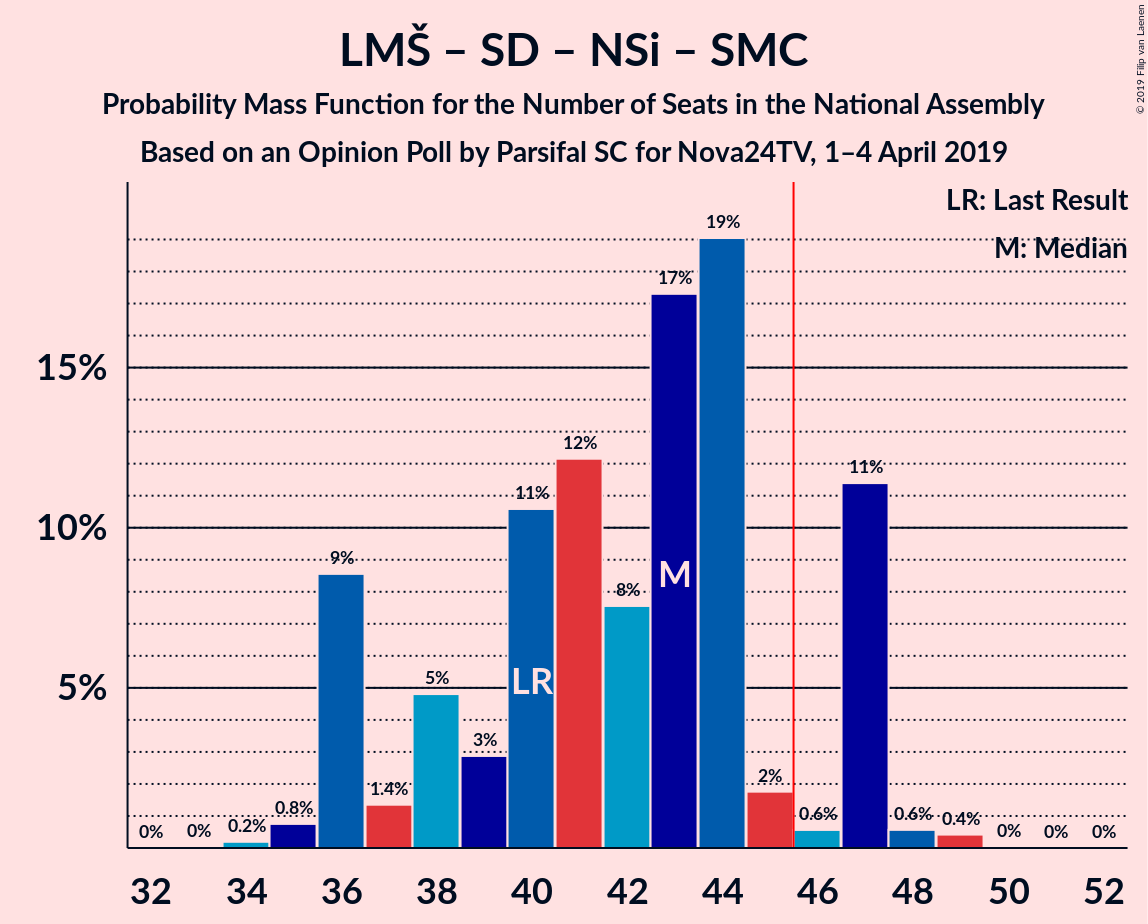 LMŠ – SD – NSi – SMC
Probability Mass Function for the Number of Seats in the National Assembly
Based on an Opinion Poll by Parsifal SC for Nova24TV, 1–4 April 2019
© 2019 Filip van Laenen
LR: Last Result
M: Median
19%
17%
15%
12%
11%
11%
10%
9%
8%
M
5%
5%
LR
3%
2%
1.4%
0.8%
0.6%
0.6%
0.4%
0.2%
0%
0%
0%
0%
0%
32 34 36 38 40 42 44 46 48 50 52